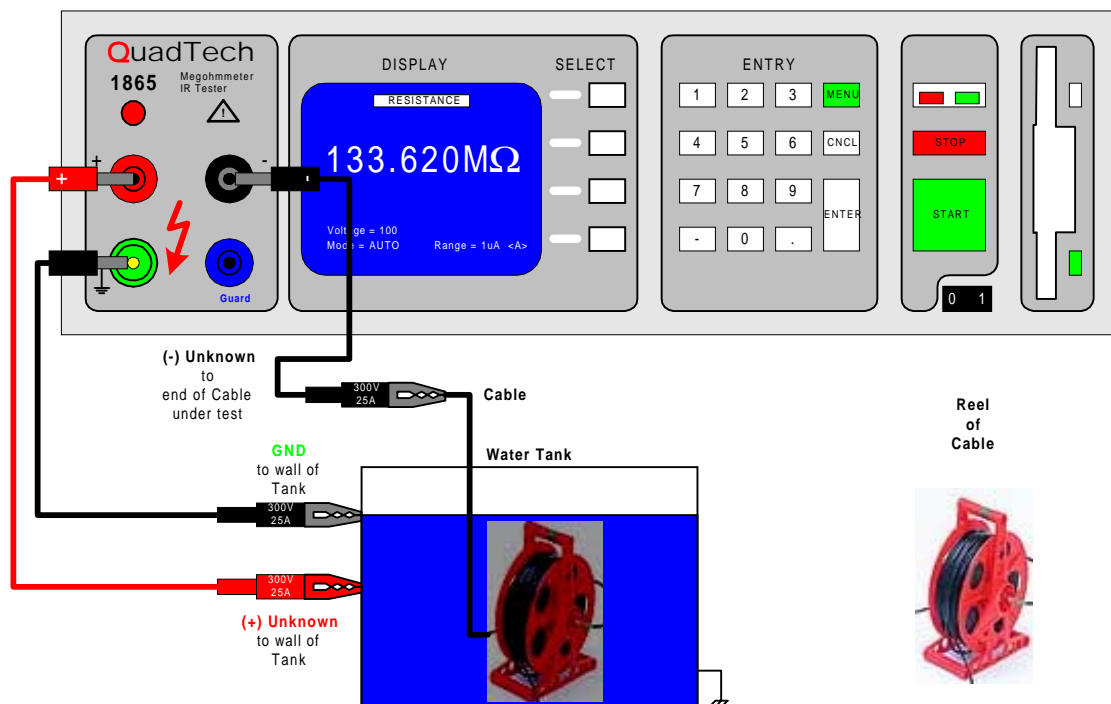 QuadTech
1865
Megohmmeter
IR Tester
!
+
-
+
-
Guard
DISPLAY
RESISTANCE
133.620MΩ
Voltage = 100
Mode = AUTO Range = 1uA <A>
SELECT
ENTRY
1 2 3 MENU
4 5 6 CNCL
7 8 9
ENTER
- 0 .
STOP
START
0 1
(-) Unknown
to
end of Cable
under test
300V
25A
Cable
Reel
of
Cable
GND
to wall of
Tank
300V
25A
Water Tank
300V
25A
(+) Unknown
to wall of
Tank